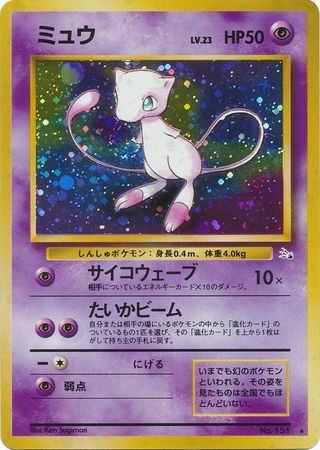 ミュウ LV.23 HP50
しんしゅポケモン：身長0.4m、体重4.0kg
サイコウェーブ 10×
相手についているエネルギーカード×10のダメージ。
たいかビーム
自分または相手の場にいるポケモンの中から「進化カード」の
ついているもの1匹を選び、その「進化カード」を上から1枚
はがして持ち主の手札に戻す。
にげる
弱点
いまでも幻のポケモンと
いわれる。その姿を
見たものは全国でもほ
とんどいない。
Illus. Ken Sugimori No. 151 ★